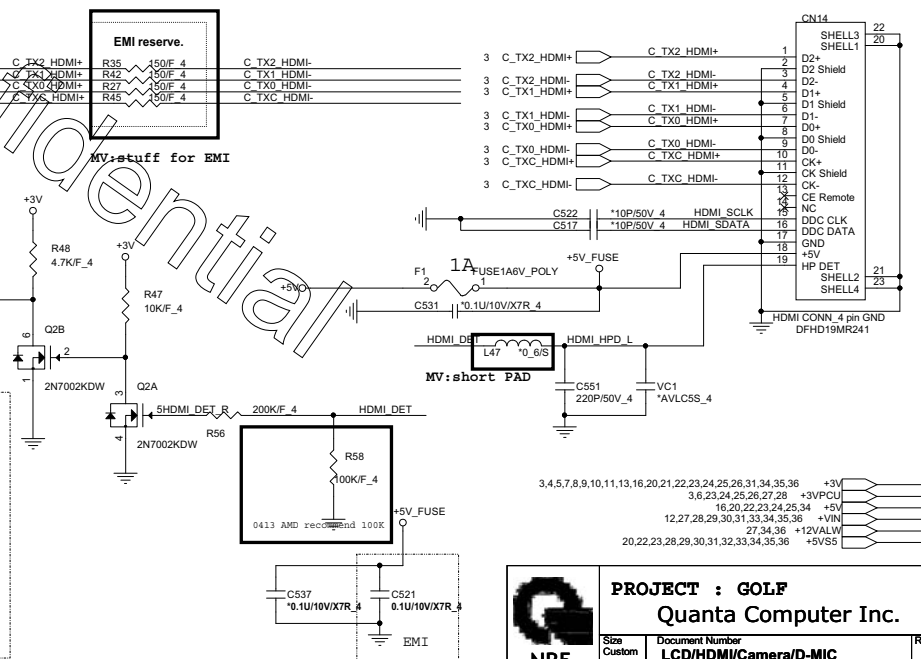 EMI reserve.
C_TX2_HDMI+ R35 150/F_4 C_TX2_HDMI-
C_TX1_HDMI+ R42 150/F_4 C_TX1_HDMI-
C_TX0_HDMI+ R27 150/F_4 C_TX0_HDMI-
C_TXC_HDMI+ R45 150/F_4 C_TXC_HDMI-
MV:stuff for EMI
CN14
SHELL3 22
SHELL1 20
3 C_TX2_HDMI+ C_TX2_HDMI+ 1 D2+
2 D2 Shield
3 C_TX2_HDMI- C_TX2_HDMI- 3 D2-
3 C_TX1_HDMI+ C_TX1_HDMI+ 4 D1+
5 D1 Shield
3 C_TX1_HDMI- C_TX1_HDMI- 6 D1-
3 C_TX0_HDMI+ C_TX0_HDMI+ 7 D0+
8 D0 Shield
3 C_TX0_HDMI- C_TX0_HDMI- 9 D0-
3 C_TXC_HDMI+ C_TXC_HDMI+ 10 CK+
11 CK Shield
3 C_TXC_HDMI- C_TXC_HDMI- 12 CK-
13 CE Remote
14 NC
C522 *10P/50V_4 HDMI_SCLK 15 DDC CLK
C517 *10P/50V_4 HDMI_SDATA 16 DDC DATA
17 GND
18 +5V
19 HP DET
SHELL2 21
SHELL4 23
HDMI CONN_4 pin GND
DFHD19MR241
idential
+3V
R48
4.7K/F_4
+3V
R47
10K/F_4
+5V F1 2 1A 1 FUSE1A6V_POLY +5V_FUSE
C531 *0.1U/10V/X7R_4
HDMI_DET L47 *0_6/S HDMI_HPD_L
MV:short PAD
C551
220P/50V_4
VC1
*AVLC5S_4
Q2B
6
2
1
2N7002KDW
Q2A
3
5
4
2N7002KDW
HDMI_DET_R R56 200K/F_4 HDMI_DET
R58
100K/F_4
0413 AMD recommend 100K
+5V_FUSE
C537
*0.1U/10V/X7R_4
C521
0.1U/10V/X7R_4
EMI
3,4,5,7,8,9,10,11,13,16,20,21,22,23,24,25,26,31,34,35,36 +3V
3,6,23,24,25,26,27,28 +3VPCU
16,20,22,23,24,25,34 +5V
12,27,28,29,30,31,33,34,35,36 +VIN
27,34,36 +12VALW
20,22,23,28,29,30,31,32,33,34,35,36 +5VS5
PROJECT : GOLF
Quanta Computer Inc.
Size
Custom
Document Number
LCD/HDMI/Camera/D-MIC